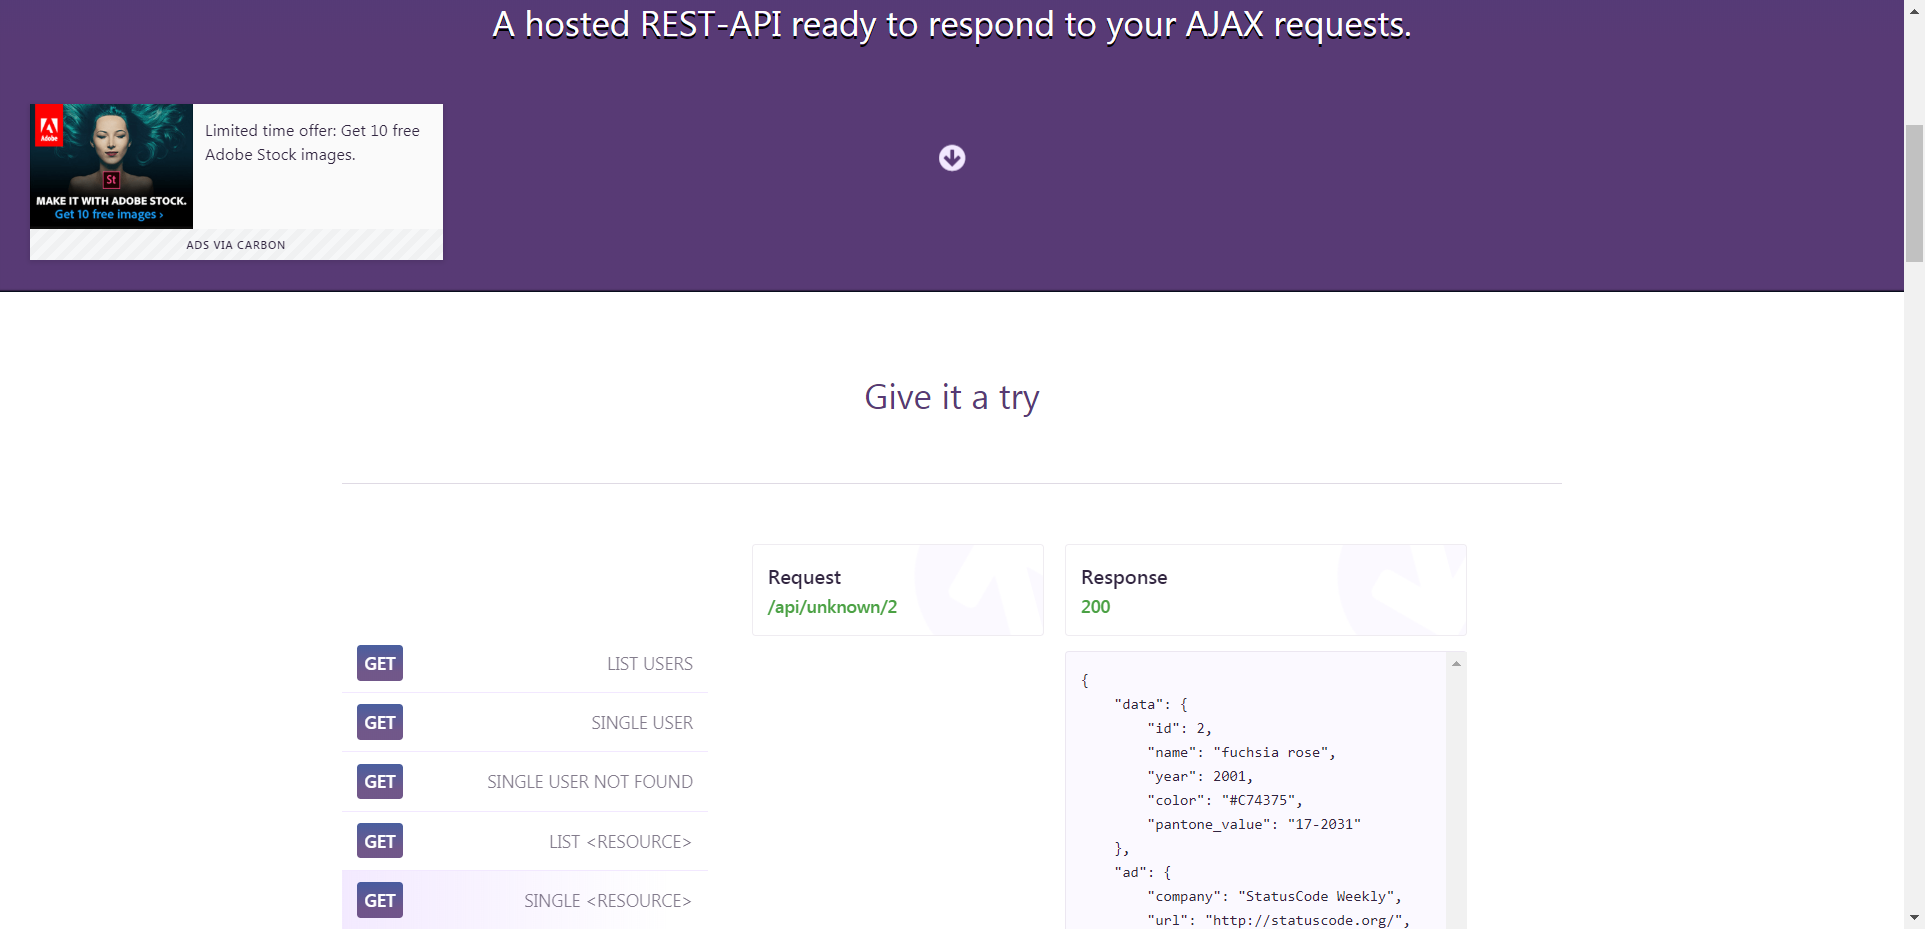 A hosted REST-API ready to respond to your AJAX requests.
Adobe
St
MAKE IT WITH ADOBE STOCK.
Get 10 free images ›
Limited time offer: Get 10 free
Adobe Stock images.
ADS VIA CARBON
Give it a try
GET LIST USERS
GET SINGLE USER
GET SINGLE USER NOT FOUND
GET LIST <RESOURCE>
GET SINGLE <RESOURCE>
Request
/api/unknown/2
Response
200
{
    "data": {
        "id": 2,
        "name": "fuchsia rose",
        "year": 2001,
        "color": "#C74375",
        "pantone_value": "17-2031"
    },
    "ad": {
        "company": "StatusCode Weekly",
        "url": "http://statuscode.org/",